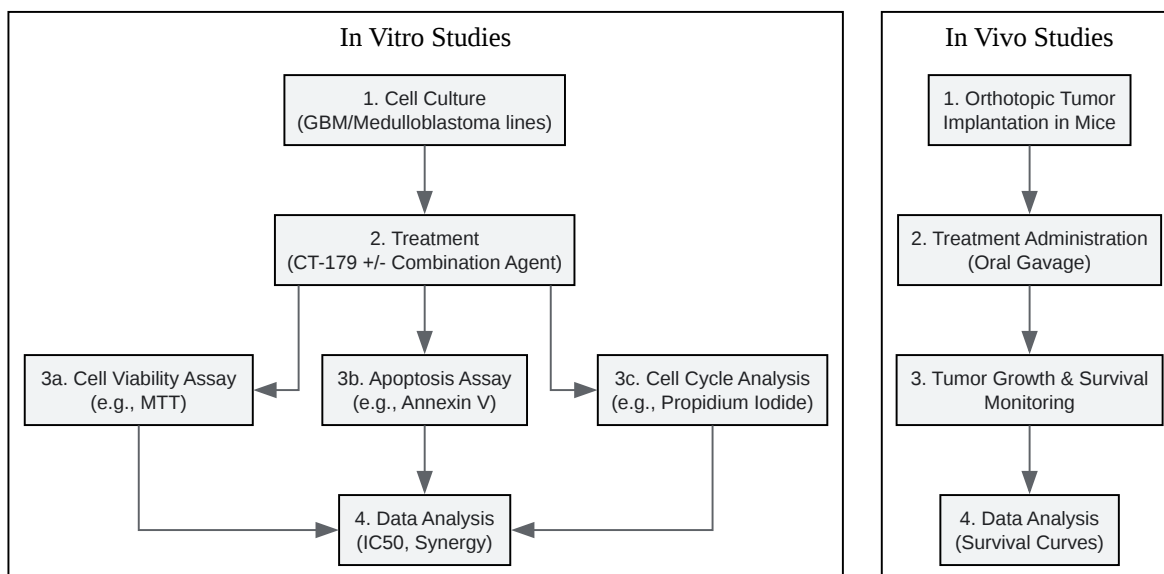 In Vitro Studies
1. Cell Culture
(GBM/Medulloblastoma lines)
2. Treatment
(CT-179 +/- Combination Agent)
3a. Cell Viability Assay
(e.g., MTT)
3b. Apoptosis Assay
(e.g., Annexin V)
3c. Cell Cycle Analysis
(e.g., Propidium Iodide)
4. Data Analysis
(IC50, Synergy)
In Vivo Studies
1. Orthotopic Tumor
Implantation in Mice
2. Treatment Administration
(Oral Gavage)
3. Tumor Growth & Survival
Monitoring
4. Data Analysis
(Survival Curves)